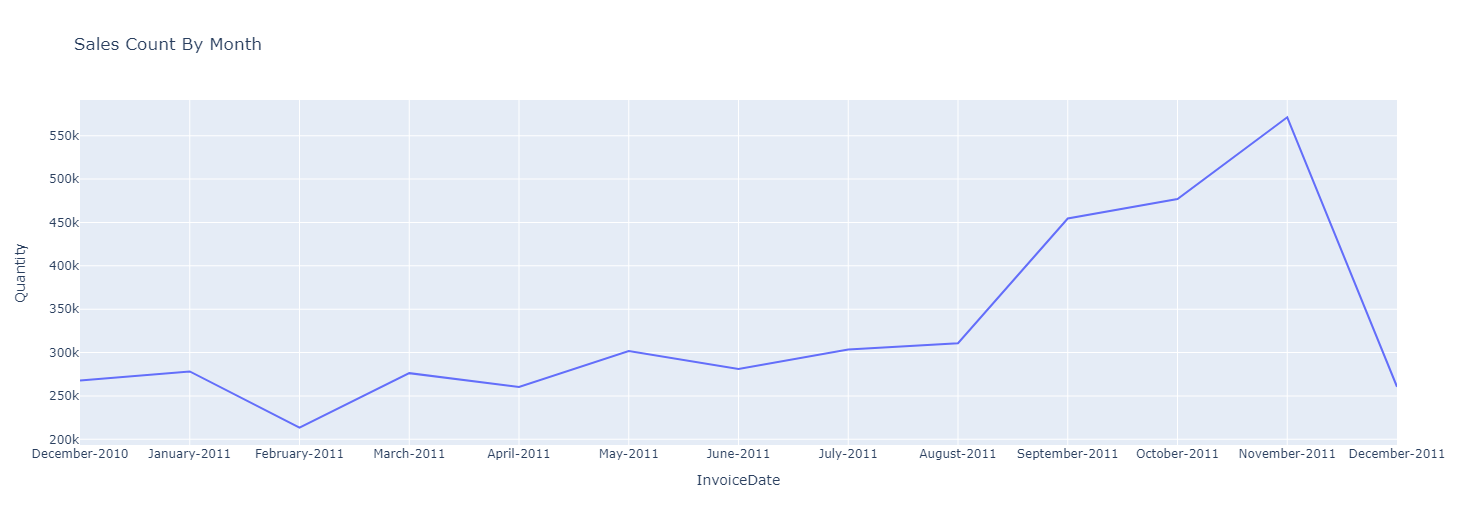 Sales Count By Month
Quantity
550k
500k
450k
400k
350k
300k
250k
200k
December-2010 January-2011 February-2011 March-2011 April-2011 May-2011 June-2011 July-2011 August-2011 September-2011 October-2011 November-2011 December-2011
InvoiceDate